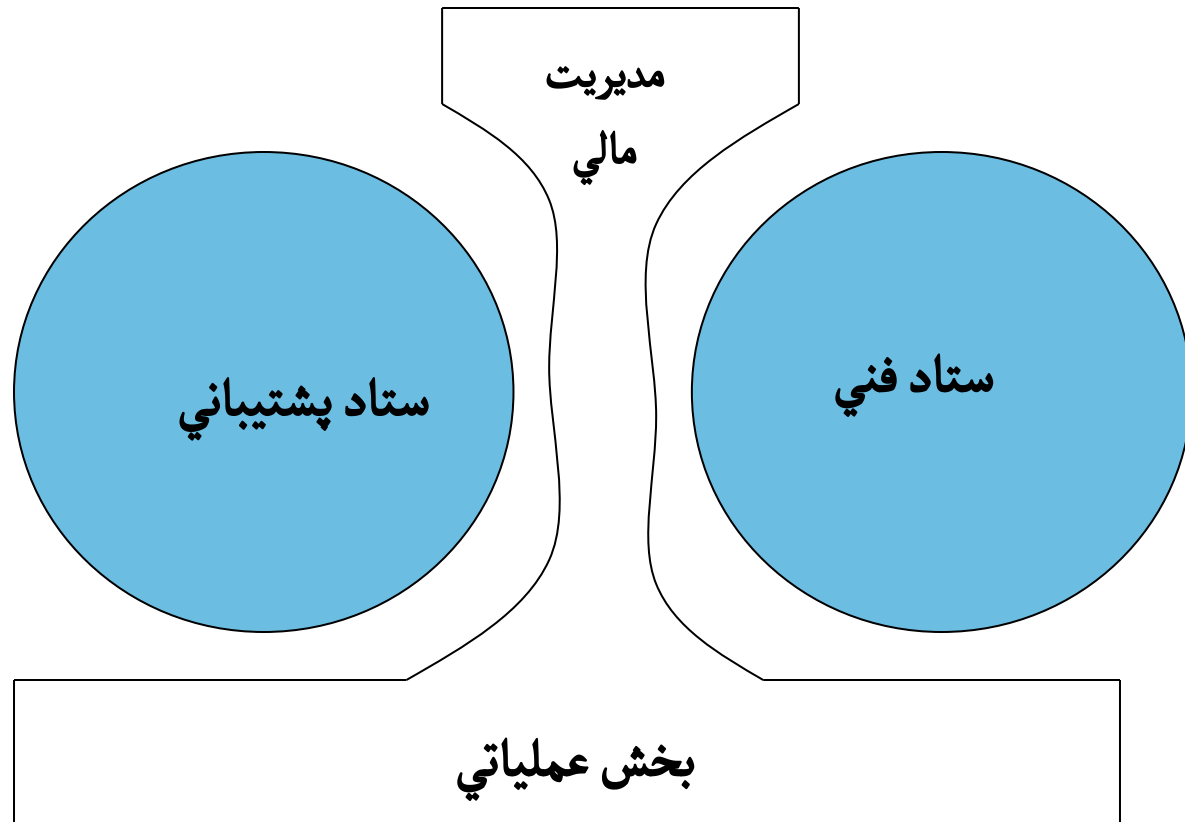 مديريت
مالي
ستاد فني
ستاد پشتيباني
بخش عملياتي